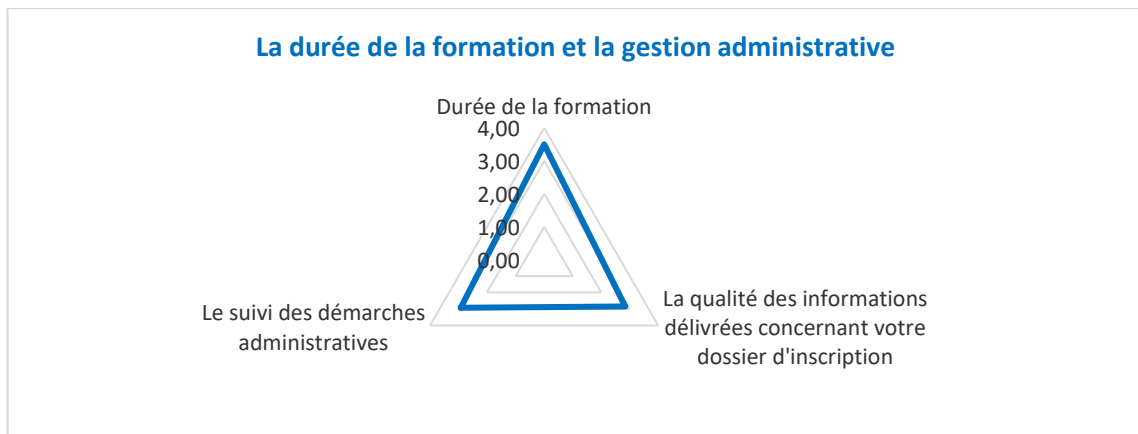 La durée de la formation et la gestion administrative
Durée de la formation
4,00
3,00
2,00
1,00
0,00
La qualité des informations
délivrées concernant votre
dossier d'inscription
Le suivi des démarches
administratives